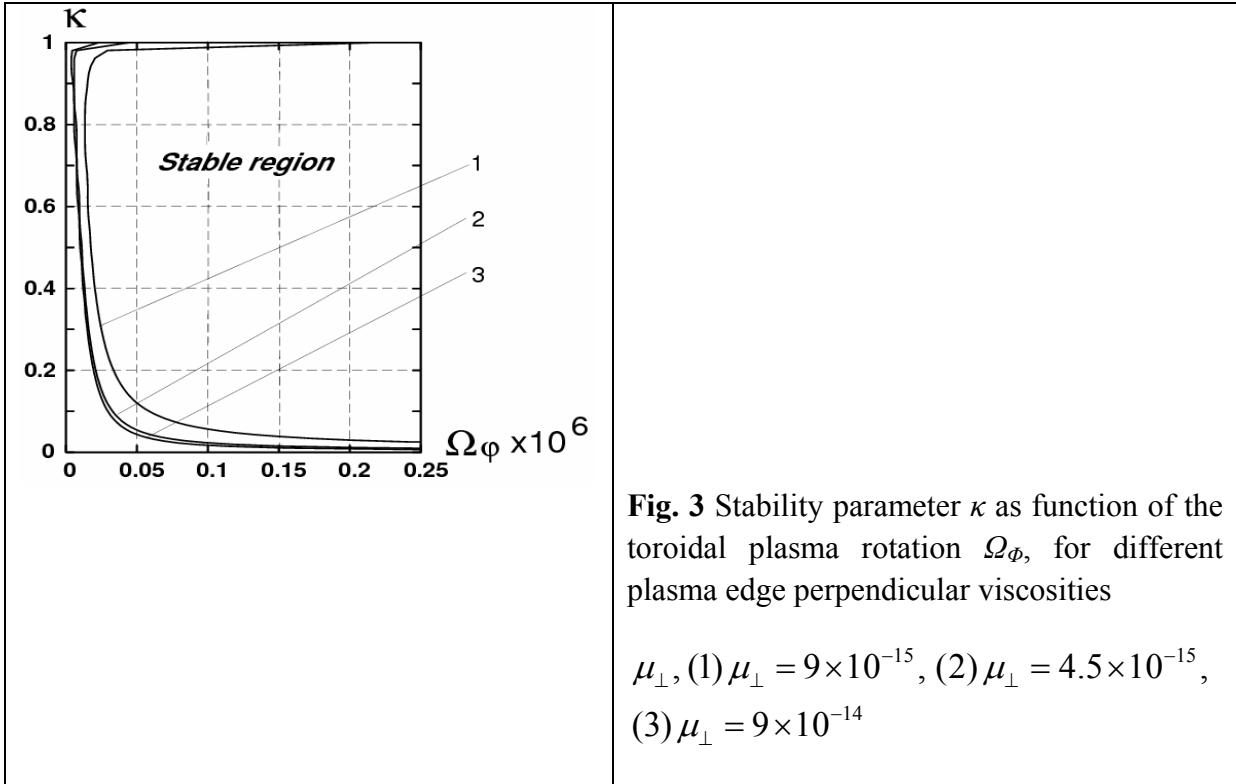 κ
1
0.8
Stable region
1
0.6
2
3
0.4
0.2
0
Ωφ x10⁶
0 0.05 0.1 0.15 0.2 0.25
Fig. 3 Stability parameter κ as function of the
toroidal plasma rotation Ω_Φ, for different
plasma edge perpendicular viscosities
μ⊥, (1) μ⊥ = 9×10⁻¹⁵, (2) μ⊥ = 4.5×10⁻¹⁵,
(3) μ⊥ = 9×10⁻¹⁴